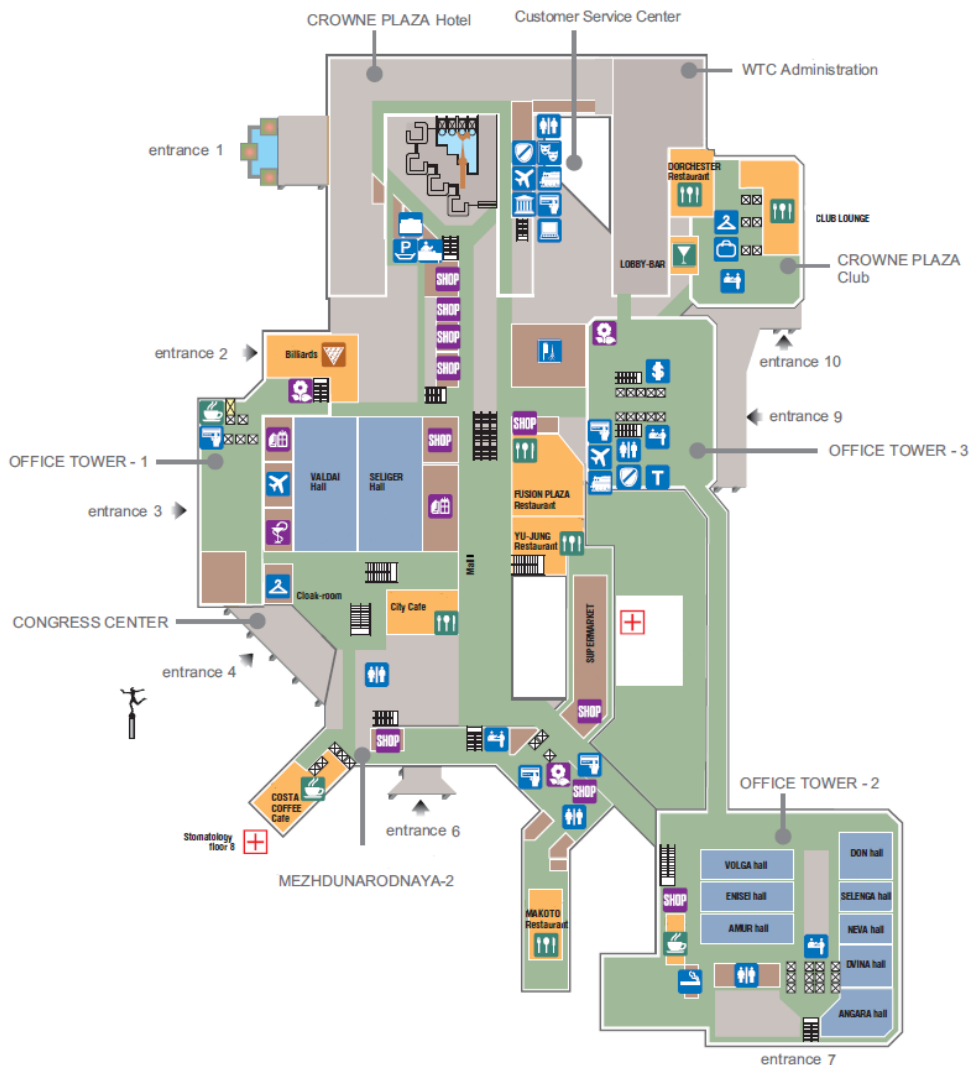 CROWNE PLAZA Hotel
Customer Service Center
WTC Administration
entrance 1
DORCHESTER
Restaurant
CLUB LOUNGE
P
LOBBY-BAR
CROWNE PLAZA
Club
SHOP
SHOP
SHOP
SHOP
entrance 2
Billiards
entrance 10
$
entrance 9
SHOP
SHOP
OFFICE TOWER - 1
OFFICE TOWER - 3
VALDAI
Hall
SELIGER
Hall
T
FUSION PLAZA
Restaurant
entrance 3
YU-JUNG
Restaurant
Mall
Cloak-room
City Cafe
SUPERMARKET
CONGRESS CENTER
entrance 4
SHOP
SHOP
SHOP
COSTA
COFFEE
Cafe
OFFICE TOWER - 2
entrance 6
Stomatology
floor 8
MEZHDUNARODNAYA-2
VOLGA hall
DON hall
ENISEI hall
SELENGA hall
SHOP
MAKOTO
Restaurant
AMUR hall
NEVA hall
DVINA hall
ANGARA hall
entrance 7